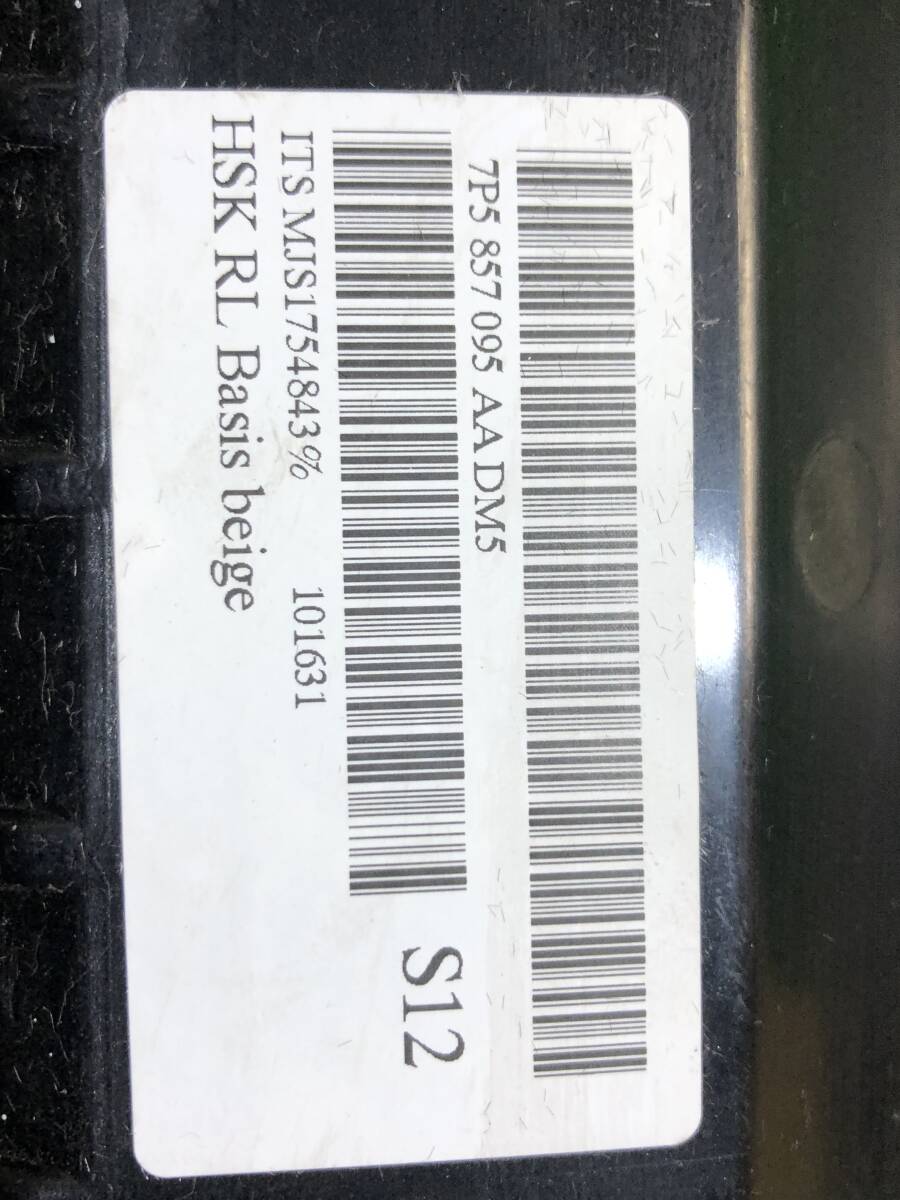 7P5 857 095 AA DM5
S12
ITS MJS1754843% 101631
HSK RL Basis beige